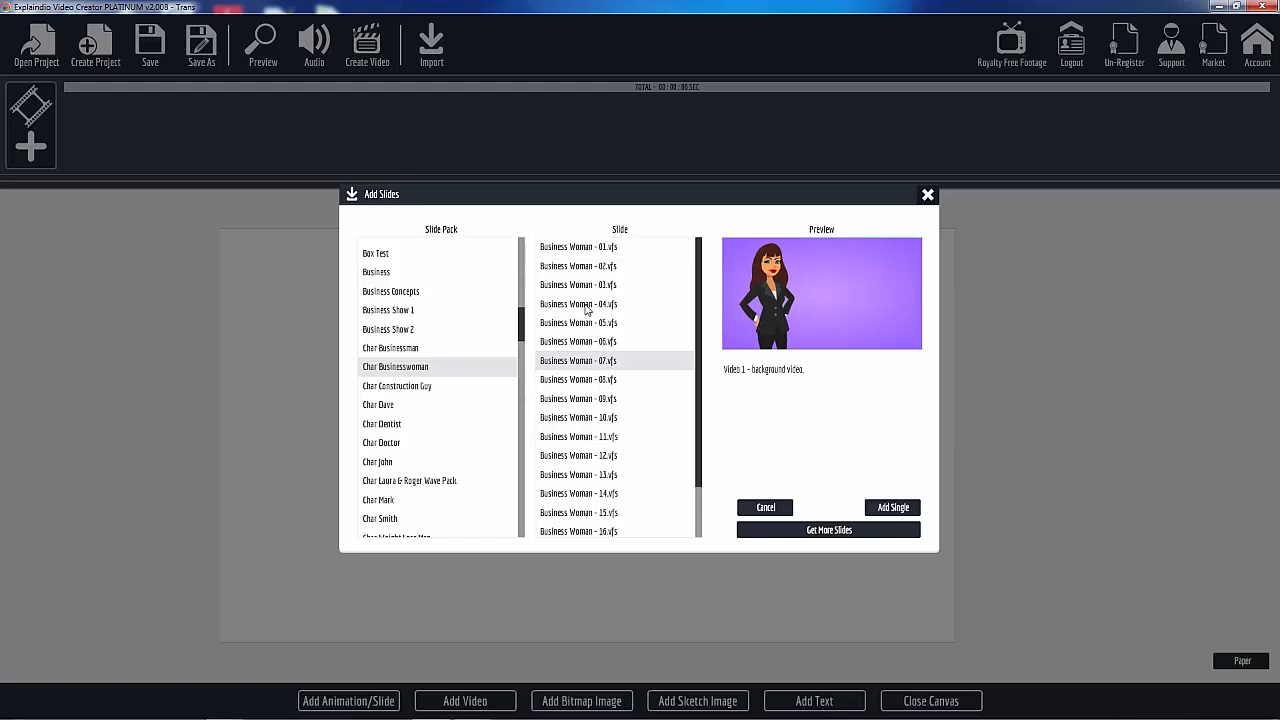 Explaindio Video Creator PLATINUM v2.008 - Trans
Open Project
Create Project
Save
Save As
Preview
Audio
Create Video
Import
Royalty Free Footage
Logout
Un-Register
Support
Market
Account
TOTAL - 00 : 00 : 00 SEC
Add Slides
Slide Pack
Slide
Preview
Box Test
Business
Business Concepts
Business Show 1
Business Show 2
Char Businessman
Char Businesswoman
Char Construction Guy
Char Dave
Char Dentist
Char Doctor
Char John
Char Laura & Roger Wave Pack
Char Mark
Char Smith
Char Weight Loss Man
Business Woman - 01.vfs
Business Woman - 02.vfs
Business Woman - 03.vfs
Business Woman - 04.vfs
Business Woman - 05.vfs
Business Woman - 06.vfs
Business Woman - 07.vfs
Business Woman - 08.vfs
Business Woman - 09.vfs
Business Woman - 10.vfs
Business Woman - 11.vfs
Business Woman - 12.vfs
Business Woman - 13.vfs
Business Woman - 14.vfs
Business Woman - 15.vfs
Business Woman - 16.vfs
Video 1 - background video.
Cancel
Add Single
Get More Slides
Paper
Add Animation/Slide
Add Video
Add Bitmap Image
Add Sketch Image
Add Text
Close Canvas